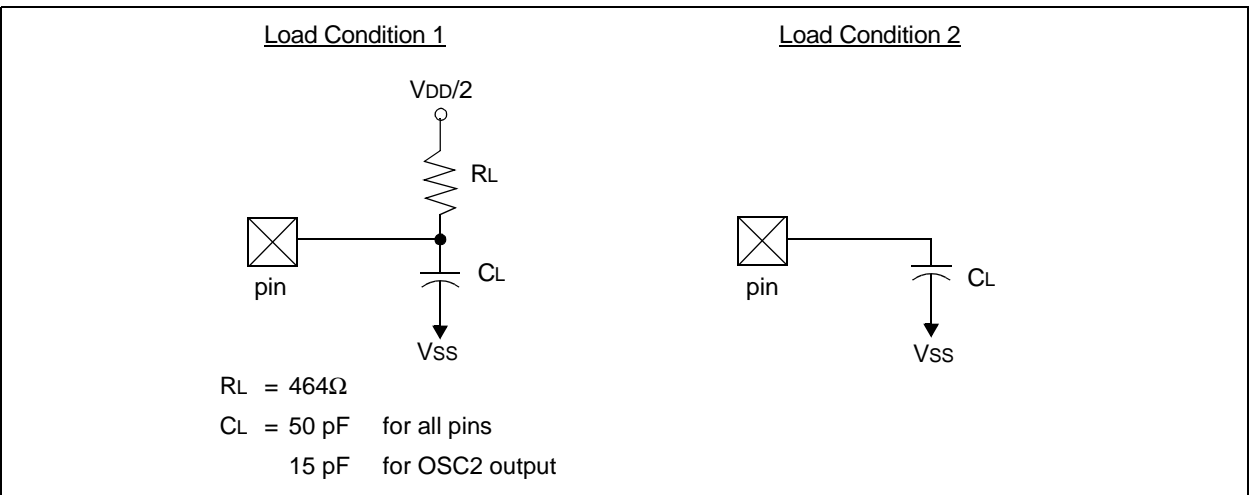 Load Condition 1
VDD/2
RL
pin
CL
VSS
RL = 464Ω
CL = 50 pF for all pins
15 pF for OSC2 output
Load Condition 2
pin
CL
VSS